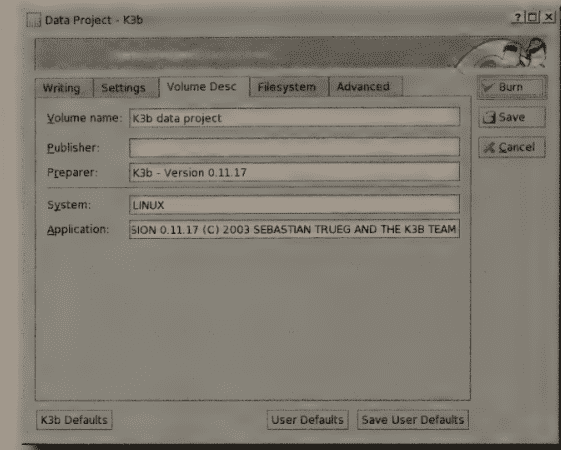 Data Project - K3b
Writing Settings Volume Desc Filesystem Advanced
Burn
Volume name: K3b data project
Save
Publisher:
Cancel
Preparer: K3b - Version 0.11.17
System: LINUX
Application: SION 0.11.17 (C) 2003 SEBASTIAN TRUEG AND THE K3B TEAM
K3b Defaults User Defaults Save User Defaults